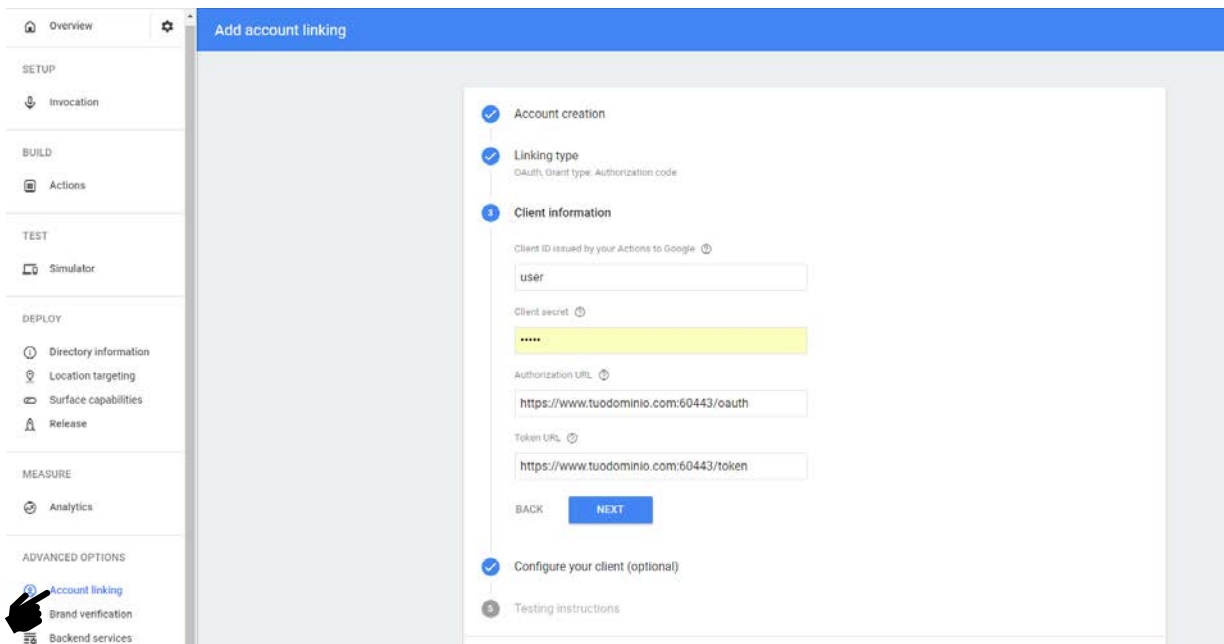 Overview
SETUP
Invocation
BUILD
Actions
TEST
Simulator
DEPLOY
Directory information
Location targeting
Surface capabilities
Release
MEASURE
Analytics
ADVANCED OPTIONS
Account linking
Brand verification
Backend services
Add account linking
Account creation
Linking type
OAuth, Grant type: Authorization code
3 Client information
Client ID issued by your Actions to Google
user
Client secret
•••••
Authorization URL
https://www.tuodominio.com:60443/oauth
Token URL
https://www.tuodominio.com:60443/token
BACK NEXT
Configure your client (optional)
5 Testing instructions